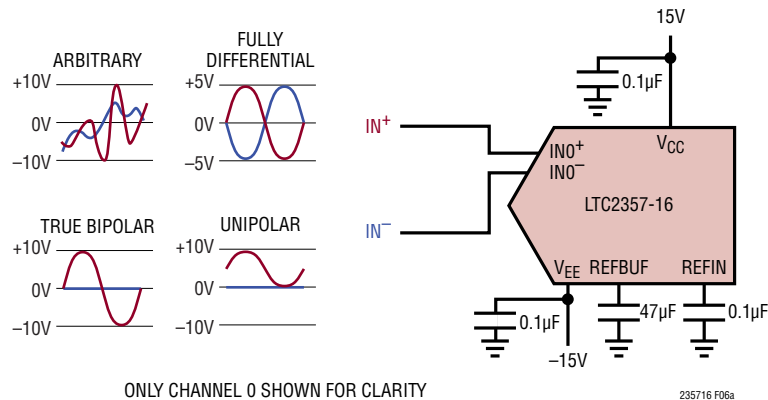 ARBITRARY
+10V
0V
–10V
FULLY
DIFFERENTIAL
+5V
0V
–5V
TRUE BIPOLAR
+10V
0V
–10V
UNIPOLAR
+10V
0V
–10V
IN+
IN–
15V
0.1µF
VCC
IN0+
IN0–
LTC2357-16
VEE
REFBUF
REFIN
0.1µF
47µF
0.1µF
–15V
ONLY CHANNEL 0 SHOWN FOR CLARITY
235716 F06a